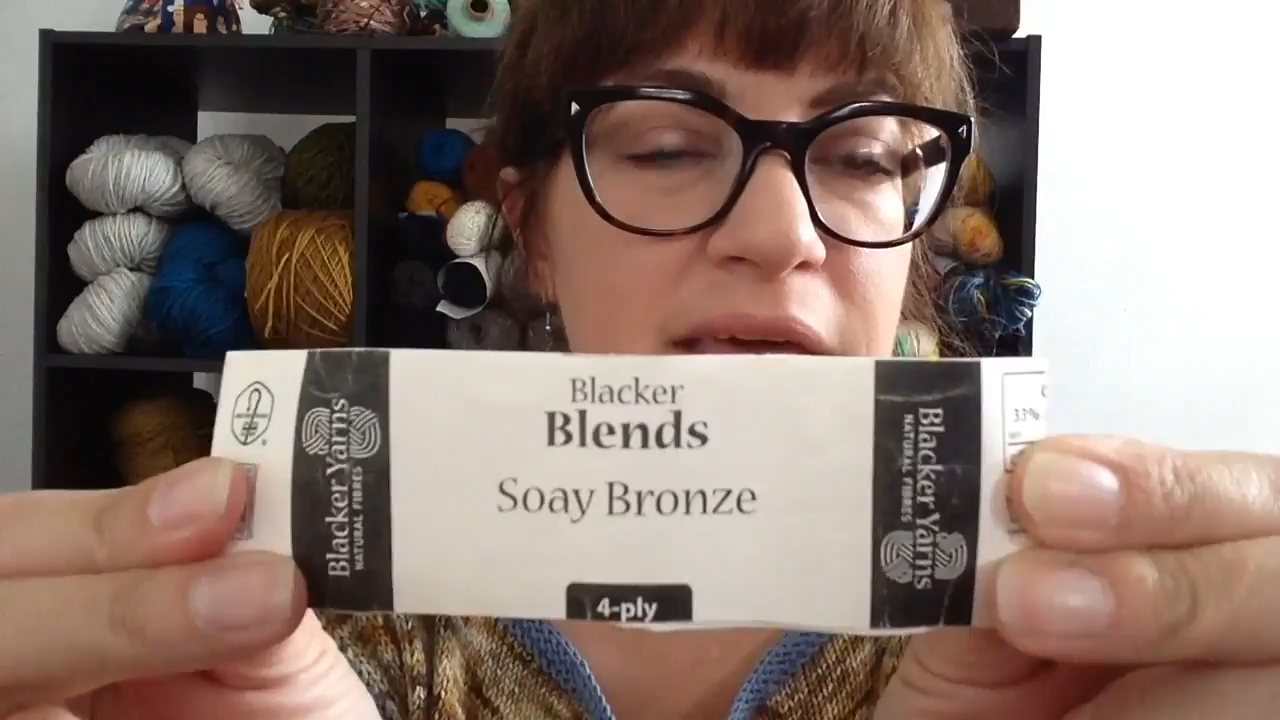 Blacker
Blends
Soay Bronze
4-ply
Blacker Yarns
NATURAL FIBRES
Blacker Yarns
NATURAL FIBRES
33%